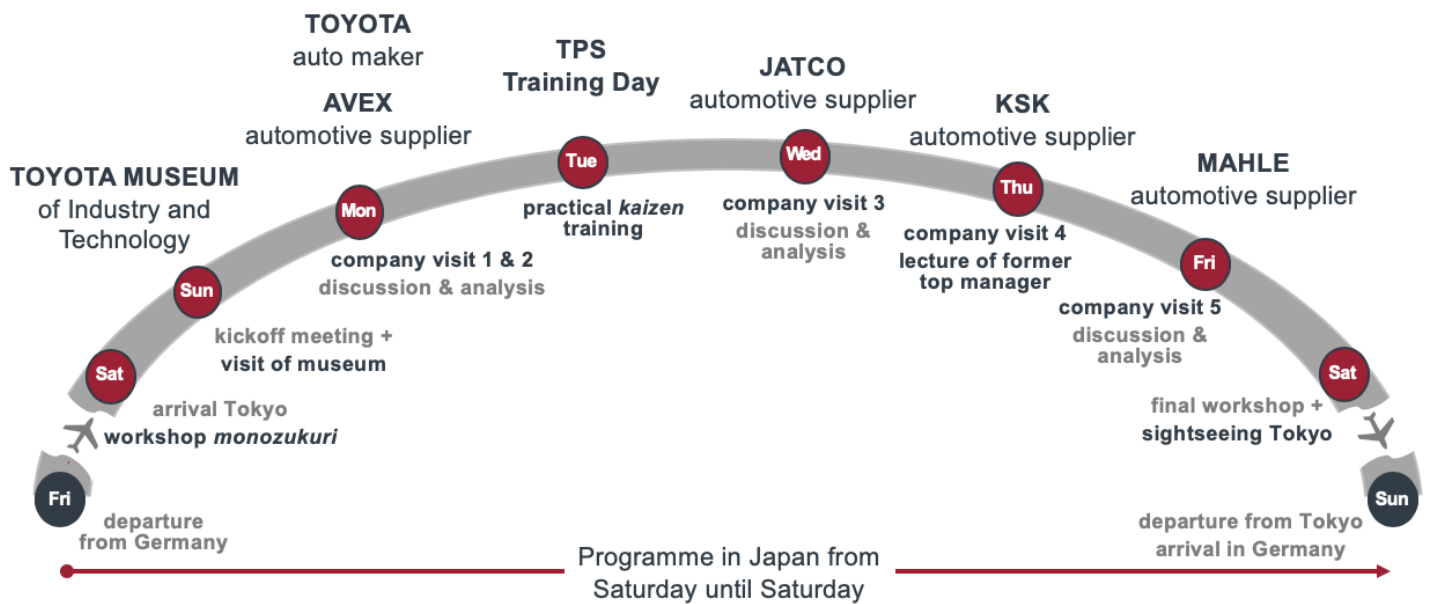 TOYOTA
auto maker
AVEX
automotive supplier
TPS
Training Day
JATCO
automotive supplier
KSK
automotive supplier
MAHLE
automotive supplier
TOYOTA MUSEUM
of Industry and
Technology
Fri
departure
from Germany
Sat
arrival Tokyo
workshop monozukuri
Sun
kickoff meeting +
visit of museum
Mon
company visit 1 & 2
discussion & analysis
Tue
practical kaizen
training
Wed
company visit 3
discussion &
analysis
Thu
company visit 4
lecture of former
top manager
Fri
company visit 5
discussion &
analysis
Sat
final workshop +
sightseeing Tokyo
Sun
departure from Tokyo
arrival in Germany
Programme in Japan from
Saturday until Saturday